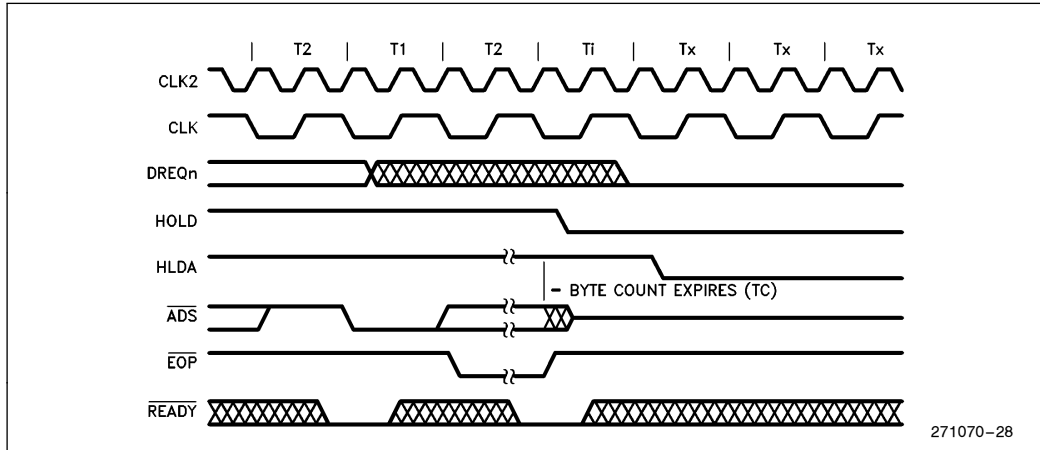 | T2 | T1 | T2 | Ti | Tx | Tx | Tx
CLK2
CLK
DREQn
HOLD
HLDA
– BYTE COUNT EXPIRES (TC)
ADS
EOP
READY
271070–28